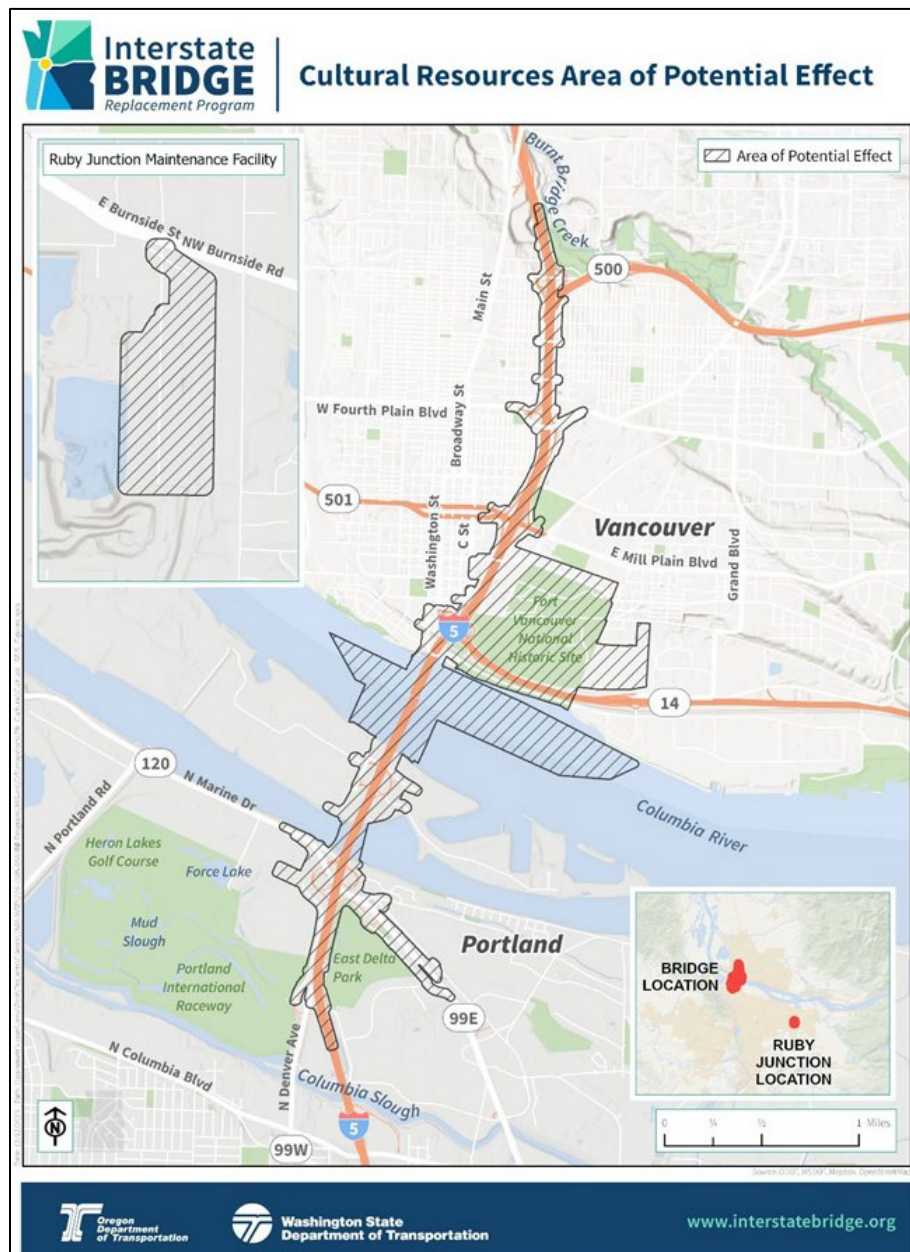 Interstate
BRIDGE
Replacement Program
Cultural Resources Area of Potential Effect
Ruby Junction Maintenance Facility
Area of Potential Effect
E Burnside St
NW Burnside Rd
Burnt Bridge Creek
500
Main St
W Fourth Plain Blvd
Broadway St
501
Washington St
C St
Vancouver
E Mill Plain Blvd
Grand Blvd
Fort
Vancouver
National
Historic Site
5
14
120
N Marine Dr
N Portland Rd
Columbia River
Heron Lakes
Golf Course
Force Lake
Mud
Slough
Portland
International
Raceway
Portland
East Delta
Park
99E
BRIDGE
LOCATION
RUBY
JUNCTION
LOCATION
N Denver Ave
N Columbia Blvd
Columbia Slough
5
99W
N
0 ¼ ½ 1 Miles
Oregon
Department
of Transportation
Washington State
Department of Transportation
www.interstatebridge.org